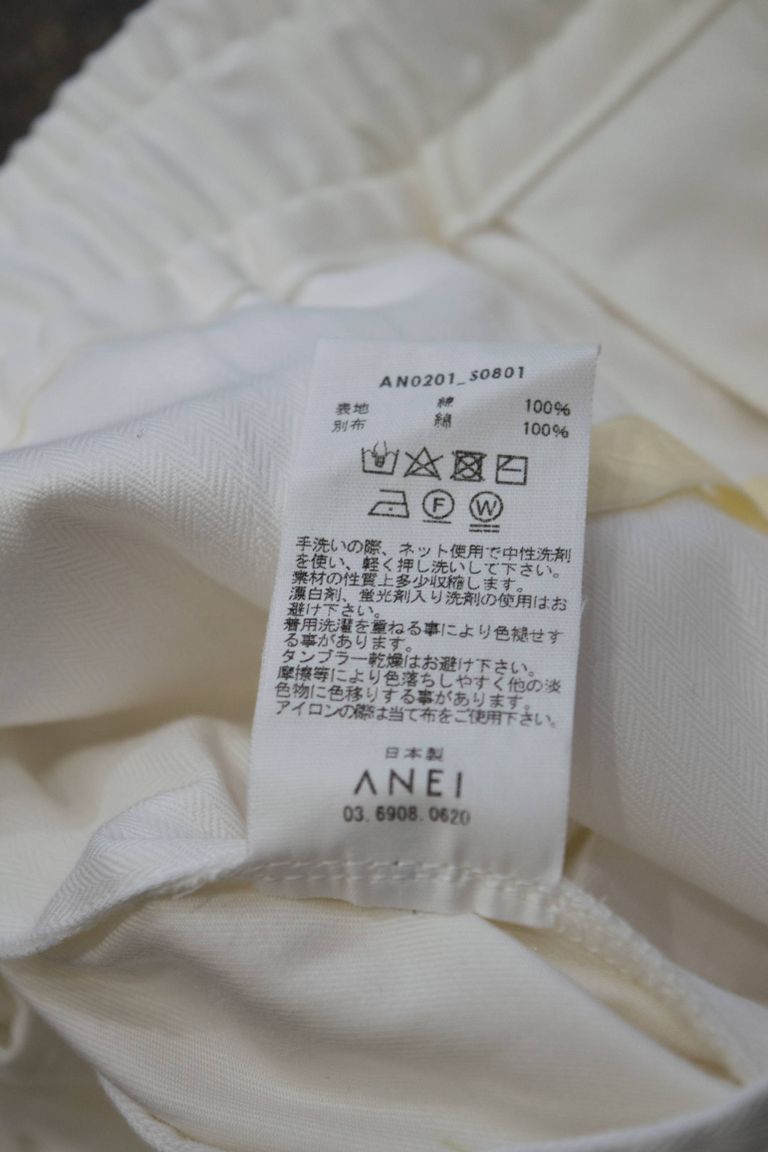 AN0201_S0801
表地 綿 100%
別布 綿 100%
F W
手洗いの際、ネット使用で中性洗剤
を使い、軽く押し洗いして下さい。
素材の性質上多少収縮します。
漂白剤、蛍光剤入り洗剤の使用はお
避け下さい。
着用洗濯を重ねる事により色褪せす
る事があります。
タンブラー乾燥はお避け下さい。
摩擦等により色落ちしやすく他の淡
色物に色移りする事があります。
アイロンの際は当て布をご使用下さい。
日本製
ANEI
03.6908.0620